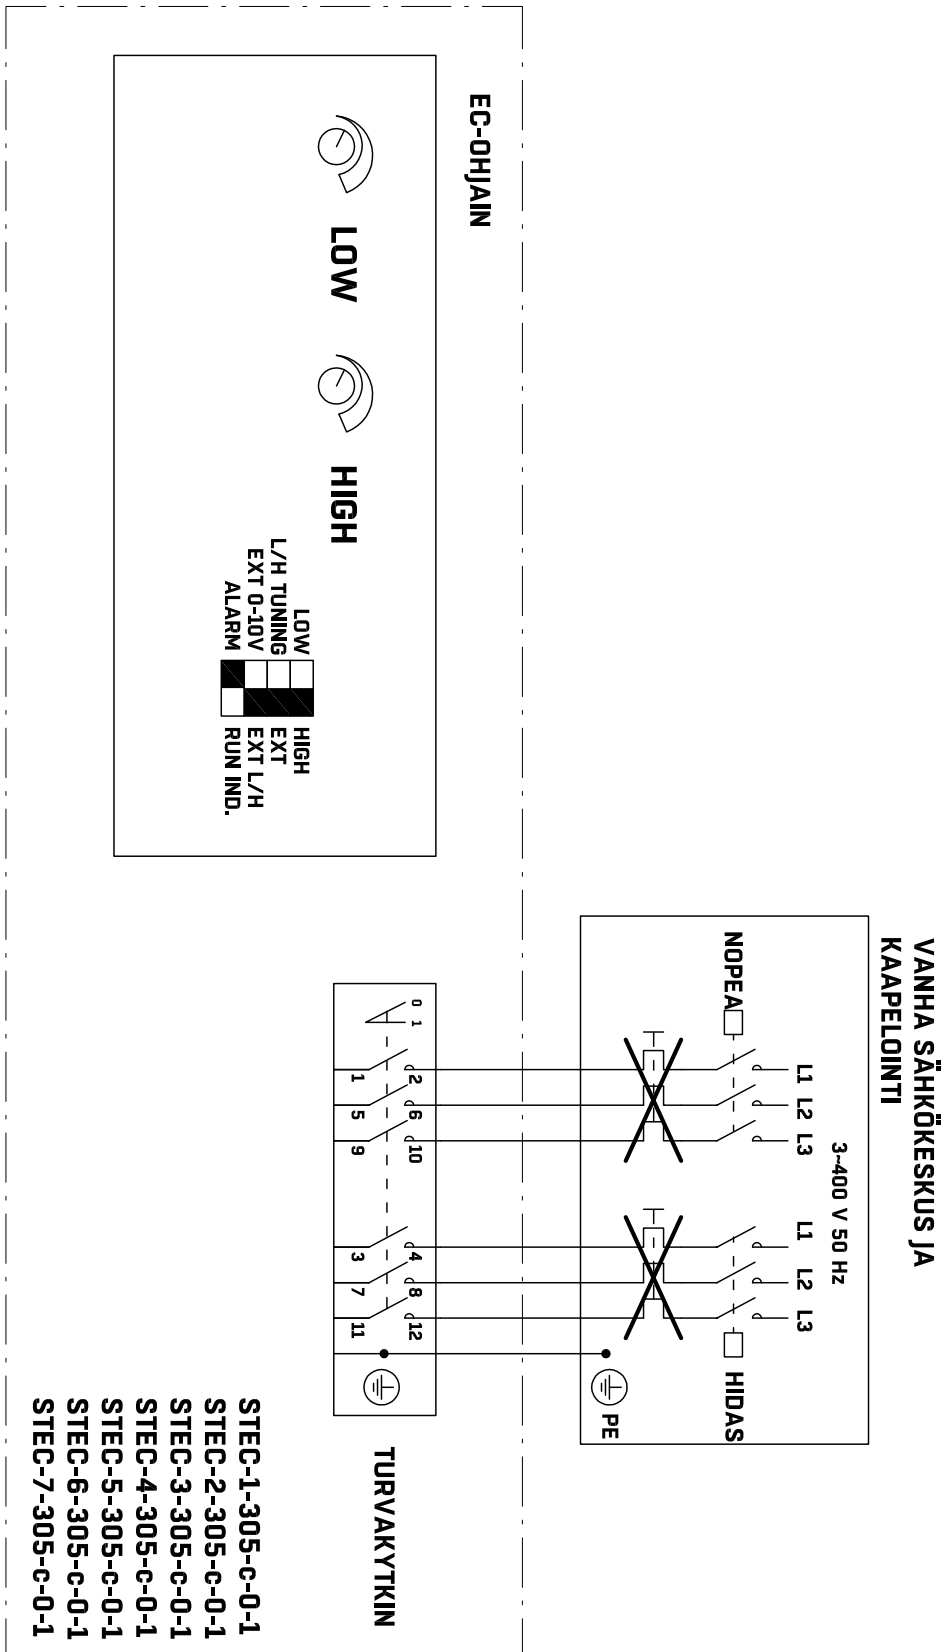 VANHA SÄHKÖKESKUS JA
KAAPELOINTI
3~400 V 50 Hz
L1 L2 L3 L1 L2 L3
NOPEA
HIDAS
PE
EC-OHJAIN
LOW
HIGH
LOW HIGH
L/H TUNING EXT
EXT 0-10V EXT L/H
ALARM RUN IND.
0 1
2 6 10 4 8 12
1 5 9 3 7 11
TURVAKYTKIN
STEC-1-305-c-0-1
STEC-2-305-c-0-1
STEC-3-305-c-0-1
STEC-4-305-c-0-1
STEC-5-305-c-0-1
STEC-6-305-c-0-1
STEC-7-305-c-0-1